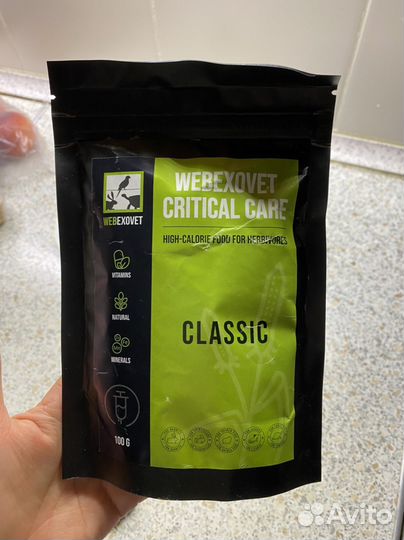 WEBEXOVET
CRITICAL CARE
HIGH-CALORIE FOOD FOR HERBIVORES
WEBEXOVET
VITAMINS
NATURAL
MINERALS
CLASSIC
100 G
Avito